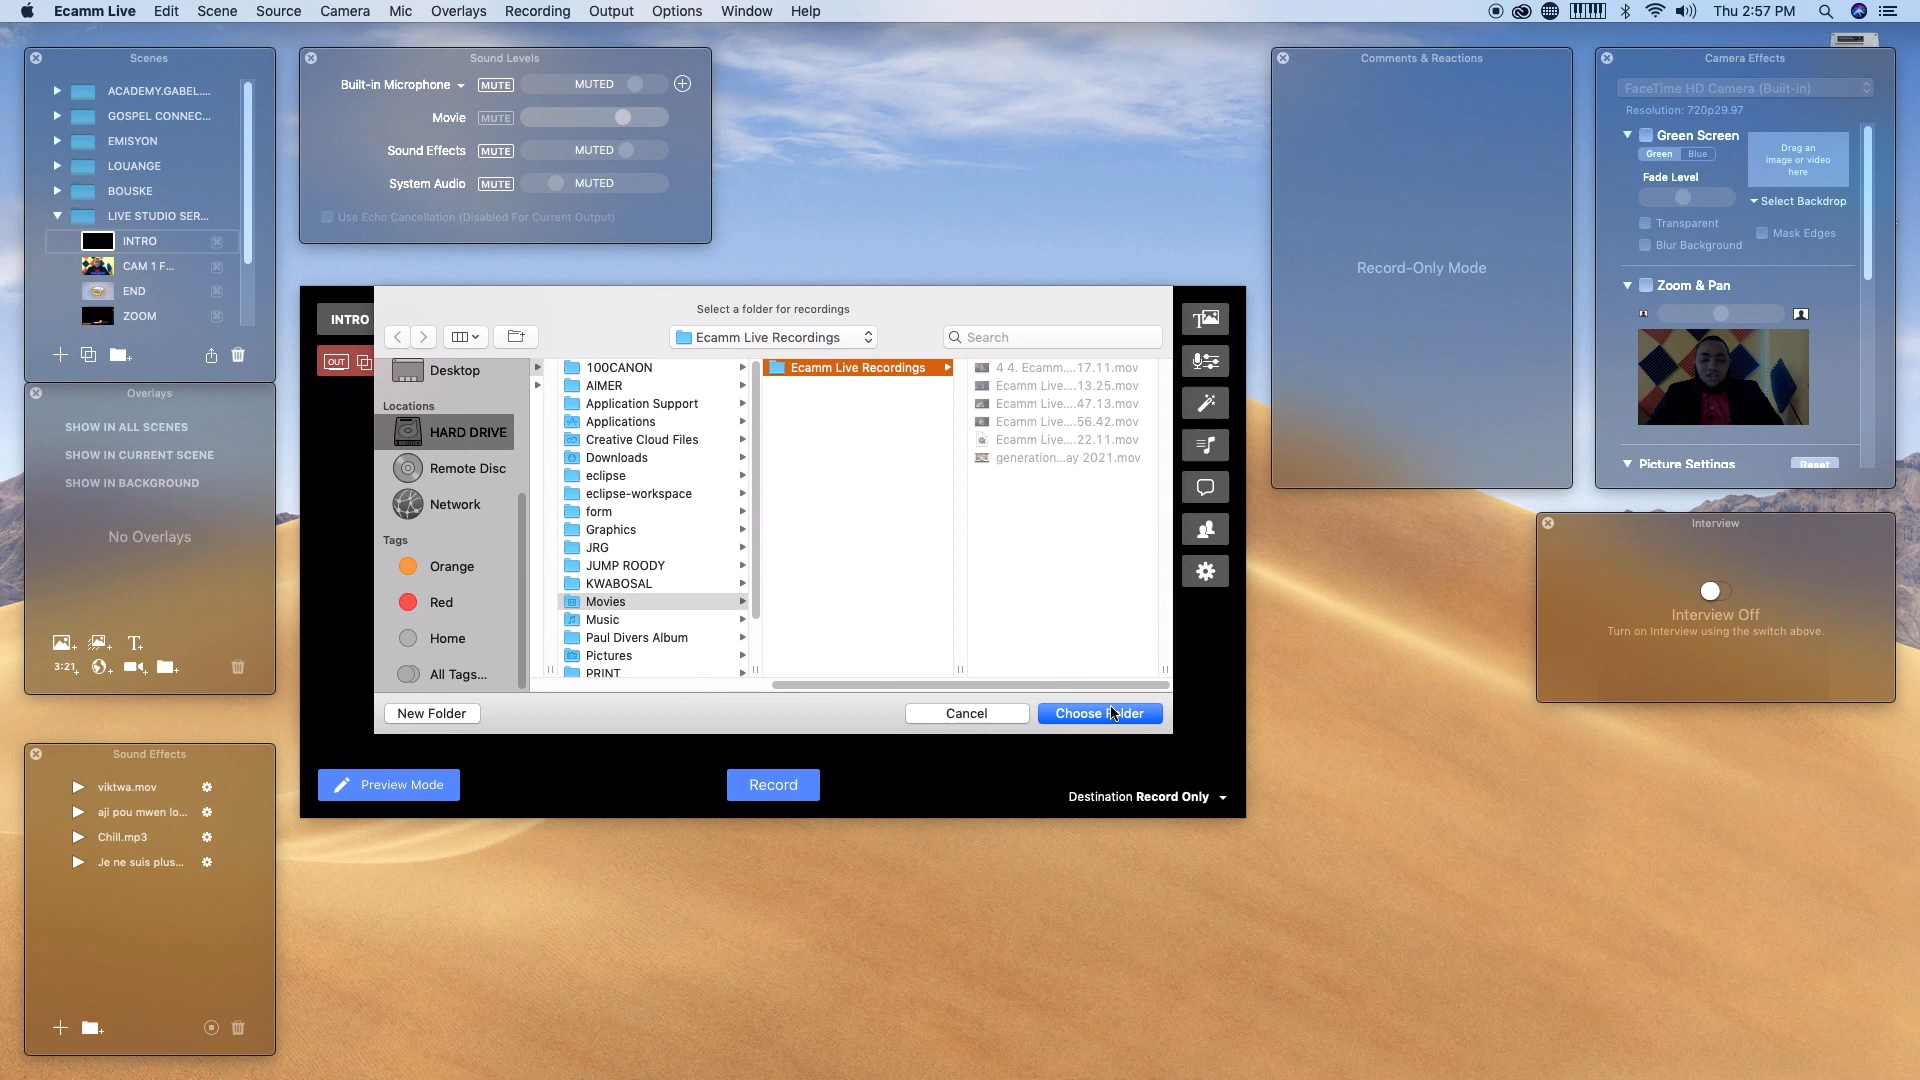 Ecamm Live Edit Scene Source Camera Mic Overlays Recording Output Options Window Help
Thu 2:57 PM
Scenes
ACADEMY.GABEL....
GOSPEL CONNEC...
EMISYON
LOUANGE
BOUSKE
LIVE STUDIO SER...
INTRO
CAM 1 F...
END
ZOOM
Overlays
SHOW IN ALL SCENES
SHOW IN CURRENT SCENE
SHOW IN BACKGROUND
No Overlays
T+
3:21+
Sound Effects
viktwa.mov
aji pou mwen lo...
Chill.mp3
Je ne suis plus...
Sound Levels
Built-in Microphone MUTE MUTED
Movie MUTE
Sound Effects MUTE MUTED
System Audio MUTE MUTED
Use Echo Cancellation (Disabled For Current Output)
INTRO
OUT
Select a folder for recordings
Ecamm Live Recordings
Search
Desktop
Locations
HARD DRIVE
Remote Disc
Network
Tags
Orange
Red
Home
All Tags...
100CANON
AIMER
Application Support
Applications
Creative Cloud Files
Downloads
eclipse
eclipse-workspace
form
Graphics
JRG
JUMP ROODY
KWABOSAL
Movies
Music
Paul Divers Album
Pictures
PRINT
Ecamm Live Recordings
4 4. Ecamm....17.11.mov
Ecamm Live....13.25.mov
Ecamm Live....47.13.mov
Ecamm Live....56.42.mov
Ecamm Live....22.11.mov
generation...ay 2021.mov
New Folder
Cancel
Choose Folder
Preview Mode
Record
Destination Record Only
Comments & Reactions
Record-Only Mode
Camera Effects
FaceTime HD Camera (Built-in)
Resolution: 720p29.97
Green Screen
Green Blue
Drag an
image or video
here
Fade Level
Select Backdrop
Transparent
Mask Edges
Blur Background
Zoom & Pan
Picture Settings
Reset
Interview
Interview Off
Turn on Interview using the switch above.